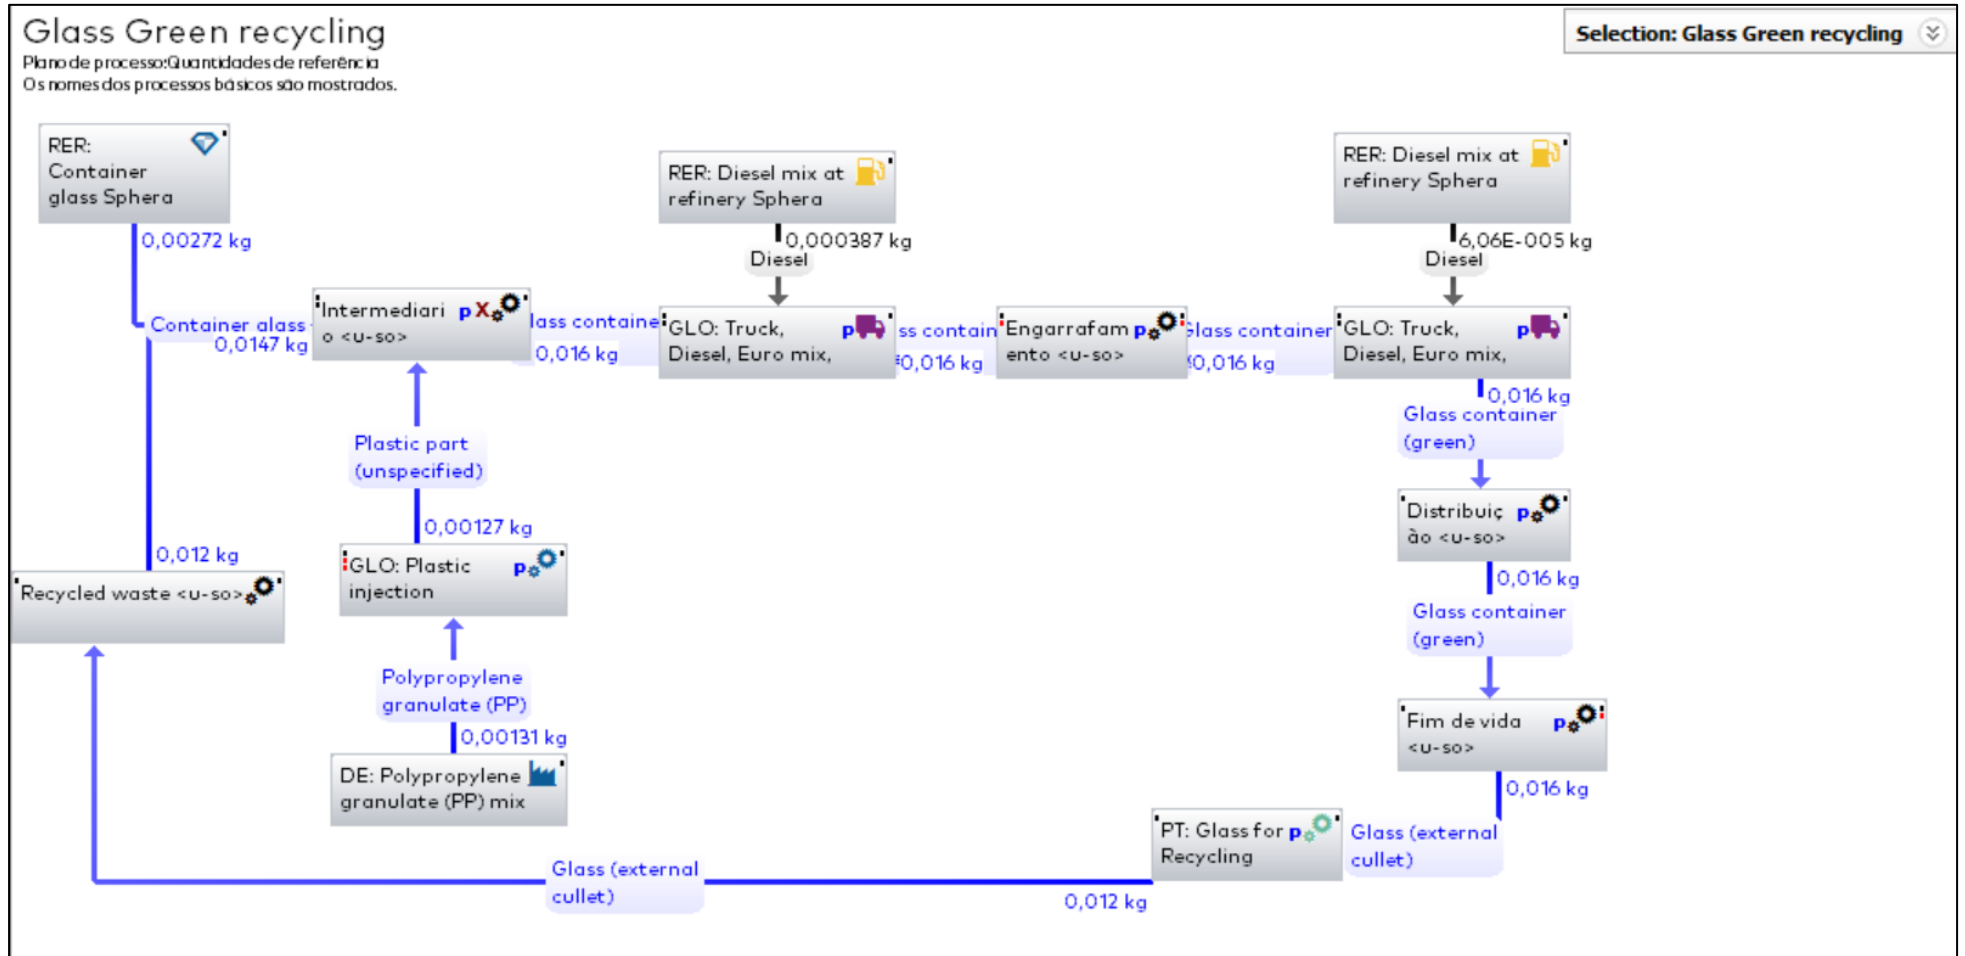 Glass Green recycling
Plano de processo:Quantidades de referência
Os nomes dos processos básicos são mostrados.
Selection: Glass Green recycling
RER:
Container
glass Sphera
0,00272 kg
RER: Diesel mix at
refinery Sphera
0,000387 kg
Diesel
RER: Diesel mix at
refinery Sphera
6,06E-005 kg
Diesel
Container glass
0,0147 kg
Intermediari
o <u-so>
p X
lass containe
0,016 kg
GLO: Truck,
Diesel, Euro mix,
p
ss contain
0,016 kg
Engarrafam
ento <u-so>
p
Glass container
0,016 kg
GLO: Truck,
Diesel, Euro mix,
p
0,016 kg
Glass container
(green)
Plastic part
(unspecified)
0,00127 kg
Distribuiç
ão <u-so>
p
0,016 kg
0,012 kg
Recycled waste <u-so>
GLO: Plastic
injection
p
Glass container
(green)
Polypropylene
granulate (PP)
0,00131 kg
DE: Polypropylene
granulate (PP) mix
Fim de vida
<u-so>
p
0,016 kg
PT: Glass for
Recycling
p
Glass (external
cullet)
Glass (external
cullet)
0,012 kg